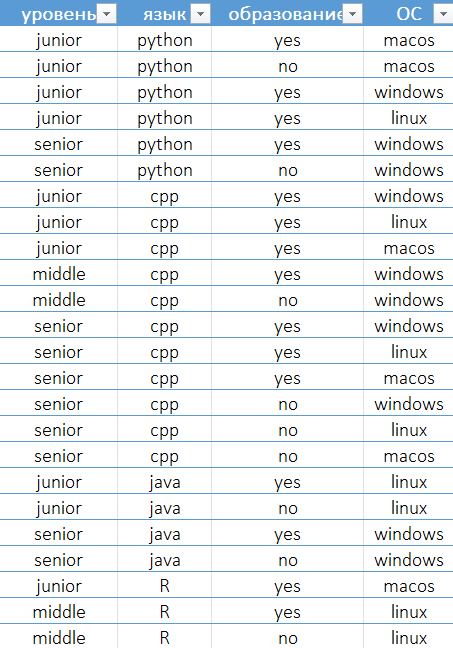 уровень язык образование ОС
junior python yes macos
junior python no macos
junior python yes windows
junior python yes linux
senior python yes windows
senior python no windows
junior cpp yes windows
junior cpp yes linux
junior cpp yes macos
middle cpp yes windows
middle cpp no windows
senior cpp yes windows
senior cpp yes linux
senior cpp yes macos
senior cpp no windows
senior cpp no linux
senior cpp no macos
junior java yes linux
junior java no linux
senior java yes windows
senior java no windows
junior R yes macos
middle R yes linux
middle R no linux